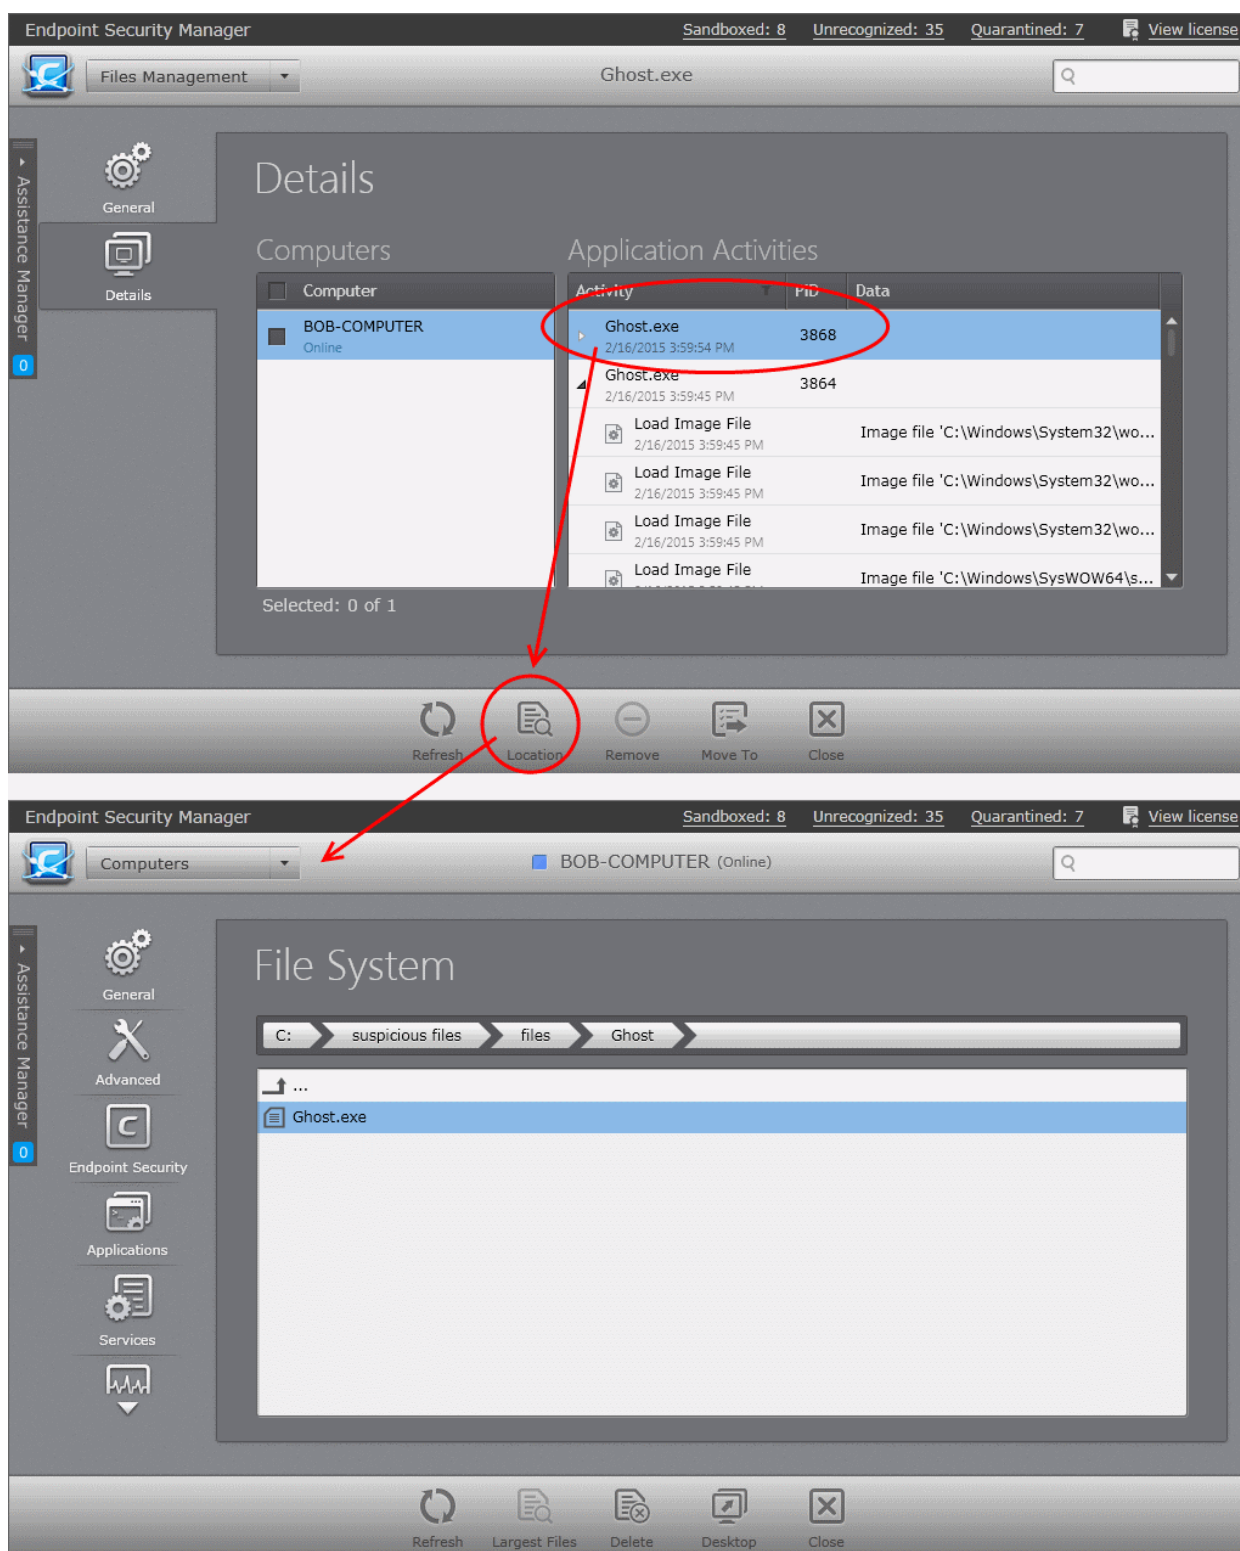 Endpoint Security Manager Sandboxed: 8 Unrecognized: 35 Quarantined: 7 View license
Files Management Ghost.exe
Assistance Manager
0
General
Details
Details
Computers Application Activities
Computer Activity PID Data
BOB-COMPUTER
Online
Ghost.exe 3868
2/16/2015 3:59:54 PM
Ghost.exe 3864
2/16/2015 3:59:45 PM
Load Image File Image file 'C:\Windows\System32\wo...
2/16/2015 3:59:45 PM
Load Image File Image file 'C:\Windows\System32\wo...
2/16/2015 3:59:45 PM
Load Image File Image file 'C:\Windows\System32\wo...
2/16/2015 3:59:45 PM
Load Image File Image file 'C:\Windows\SysWOW64\s...
Selected: 0 of 1
Refresh Location Remove Move To Close
Endpoint Security Manager Sandboxed: 8 Unrecognized: 35 Quarantined: 7 View license
Computers BOB-COMPUTER (Online)
Assistance Manager
0
General
Advanced
Endpoint Security
Applications
Services
File System
C: suspicious files files Ghost
...
Ghost.exe
Refresh Largest Files Delete Desktop Close